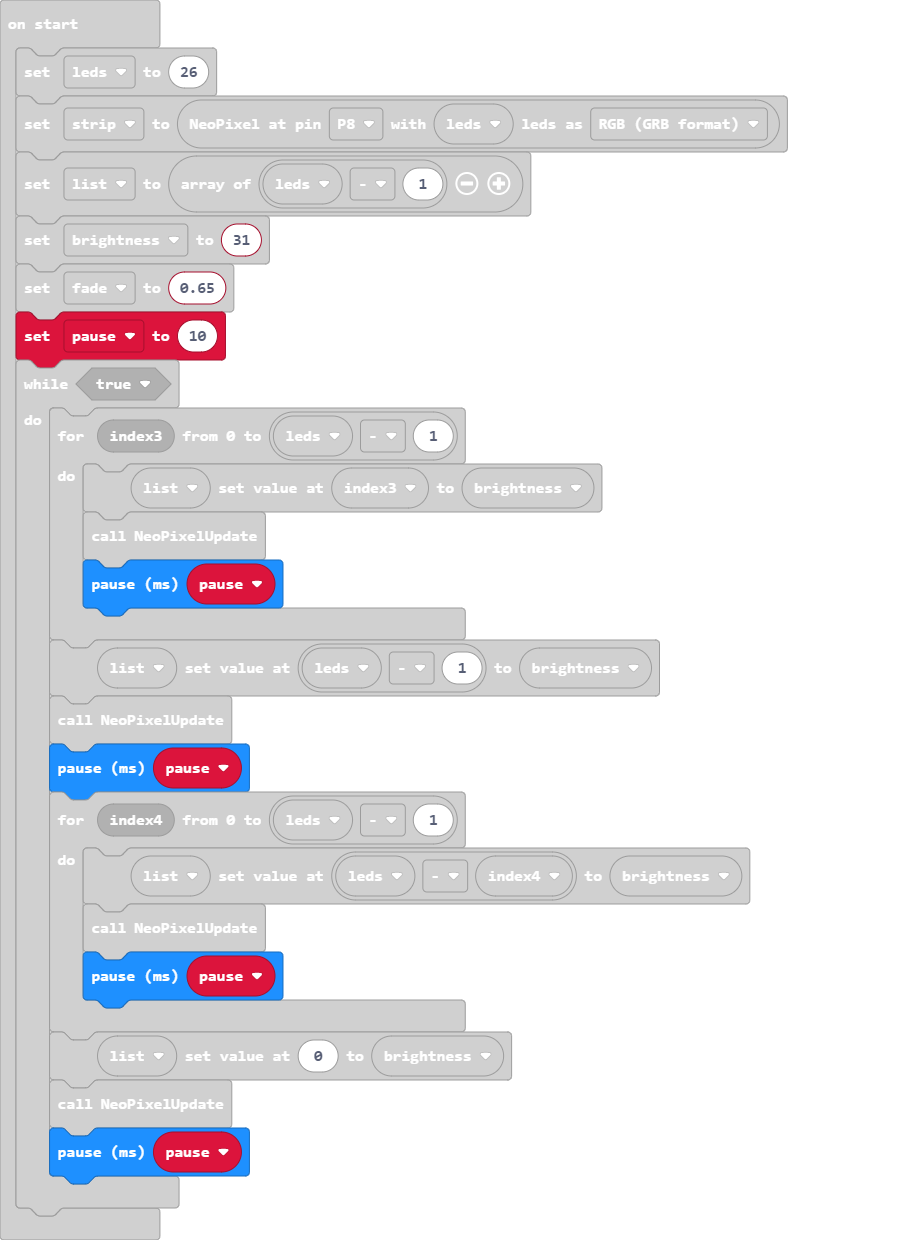 on start
set leds to 26
set strip to NeoPixel at pin P8 with leds leds as RGB (GRB format)
set list to array of leds - 1
set brightness to 31
set fade to 0.65
set pause to 10
while true
do
for index3 from 0 to leds - 1
do
list set value at index3 to brightness
call NeoPixelUpdate
pause (ms) pause
list set value at leds - 1 to brightness
call NeoPixelUpdate
pause (ms) pause
for index4 from 0 to leds - 1
do
list set value at leds - index4 to brightness
call NeoPixelUpdate
pause (ms) pause
list set value at 0 to brightness
call NeoPixelUpdate
pause (ms) pause